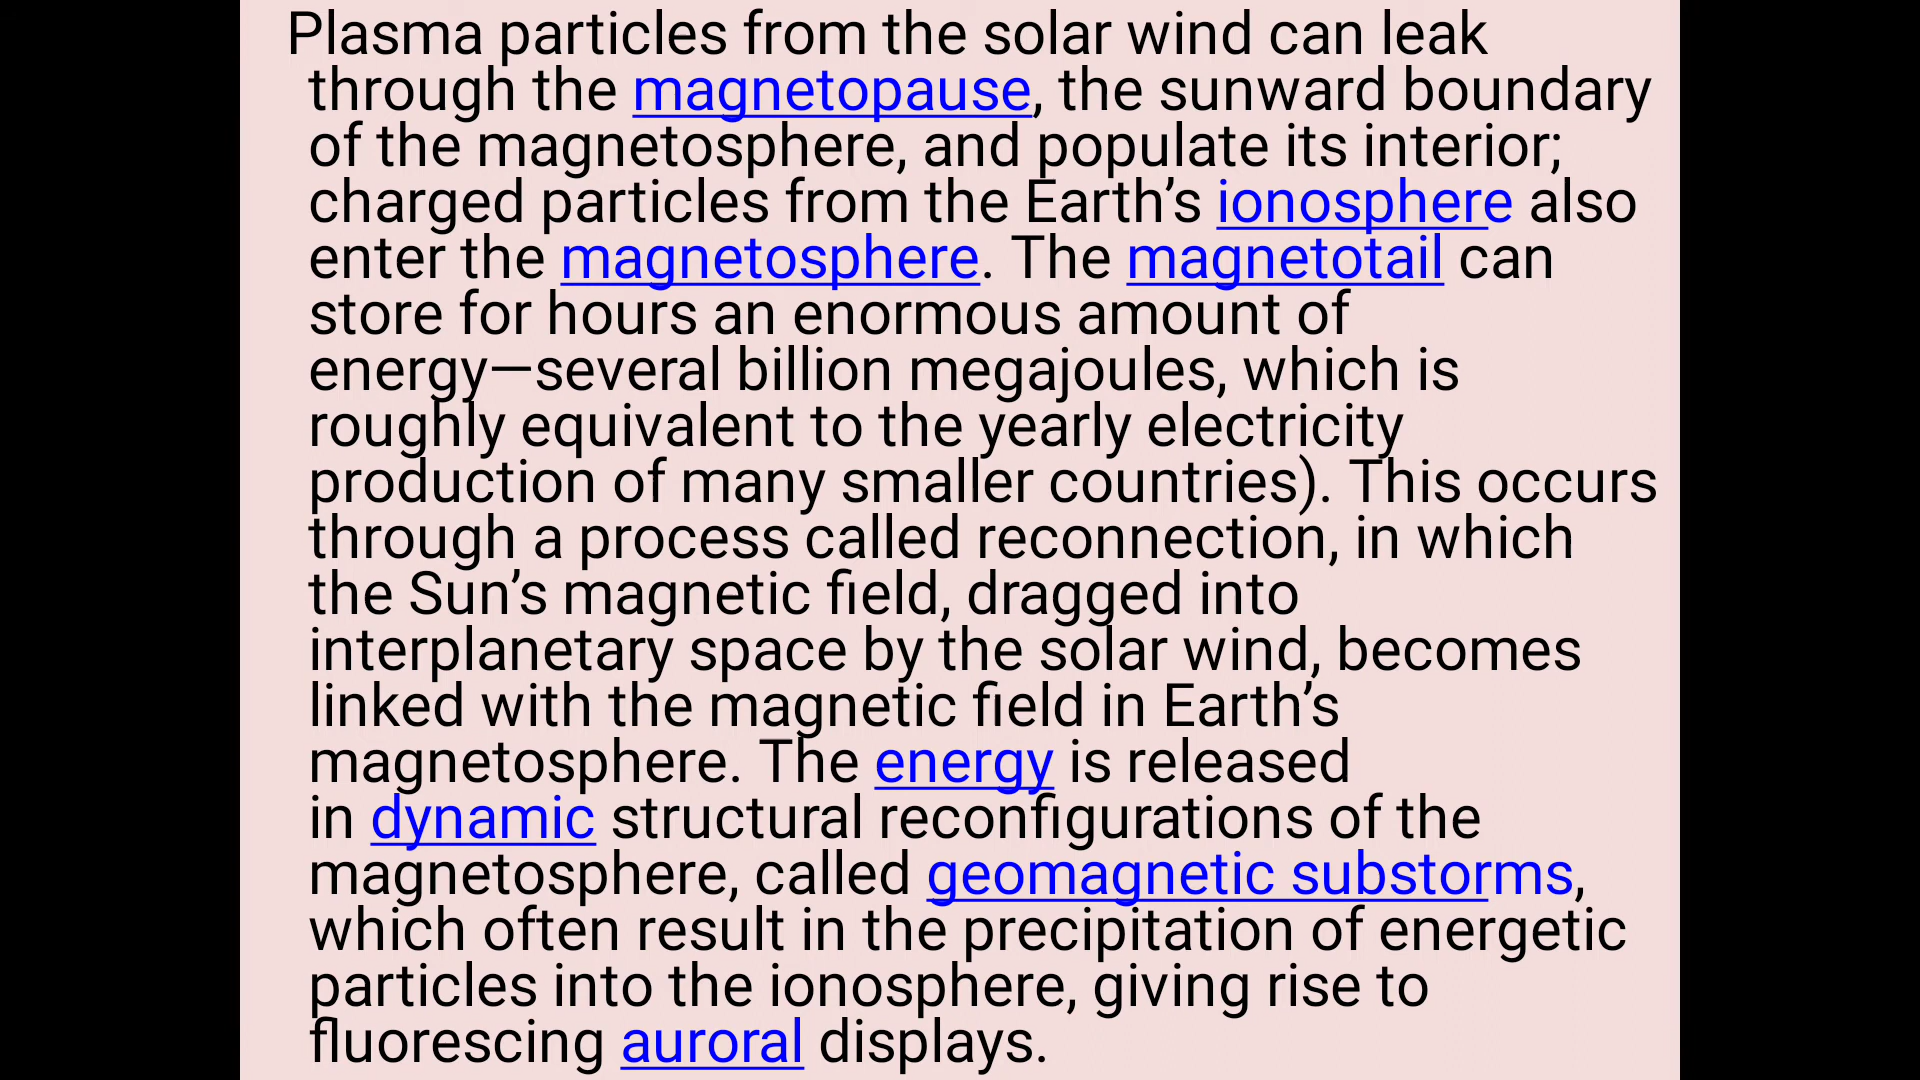 Plasma particles from the solar wind can leak
through the magnetopause, the sunward boundary
of the magnetosphere, and populate its interior;
charged particles from the Earth’s ionosphere also
enter the magnetosphere. The magnetotail can
store for hours an enormous amount of
energy—several billion megajoules, which is
roughly equivalent to the yearly electricity
production of many smaller countries). This occurs
through a process called reconnection, in which
the Sun’s magnetic field, dragged into
interplanetary space by the solar wind, becomes
linked with the magnetic field in Earth’s
magnetosphere. The energy is released
in dynamic structural reconfigurations of the
magnetosphere, called geomagnetic substorms,
which often result in the precipitation of energetic
particles into the ionosphere, giving rise to
fluorescing auroral displays.